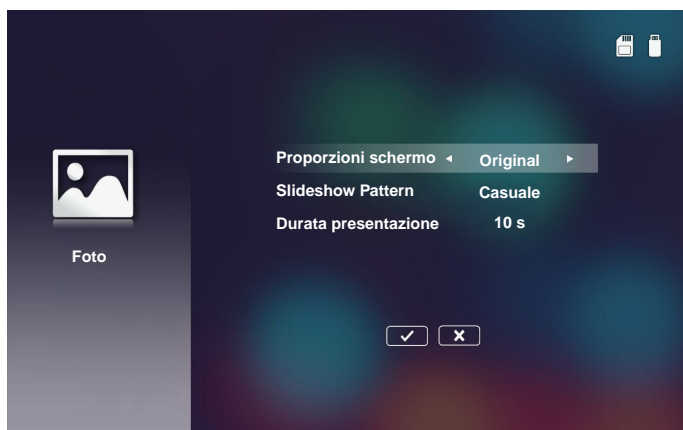 Proporzioni schermo Original
Slideshow Pattern Casuale
Durata presentazione 10 s
Foto